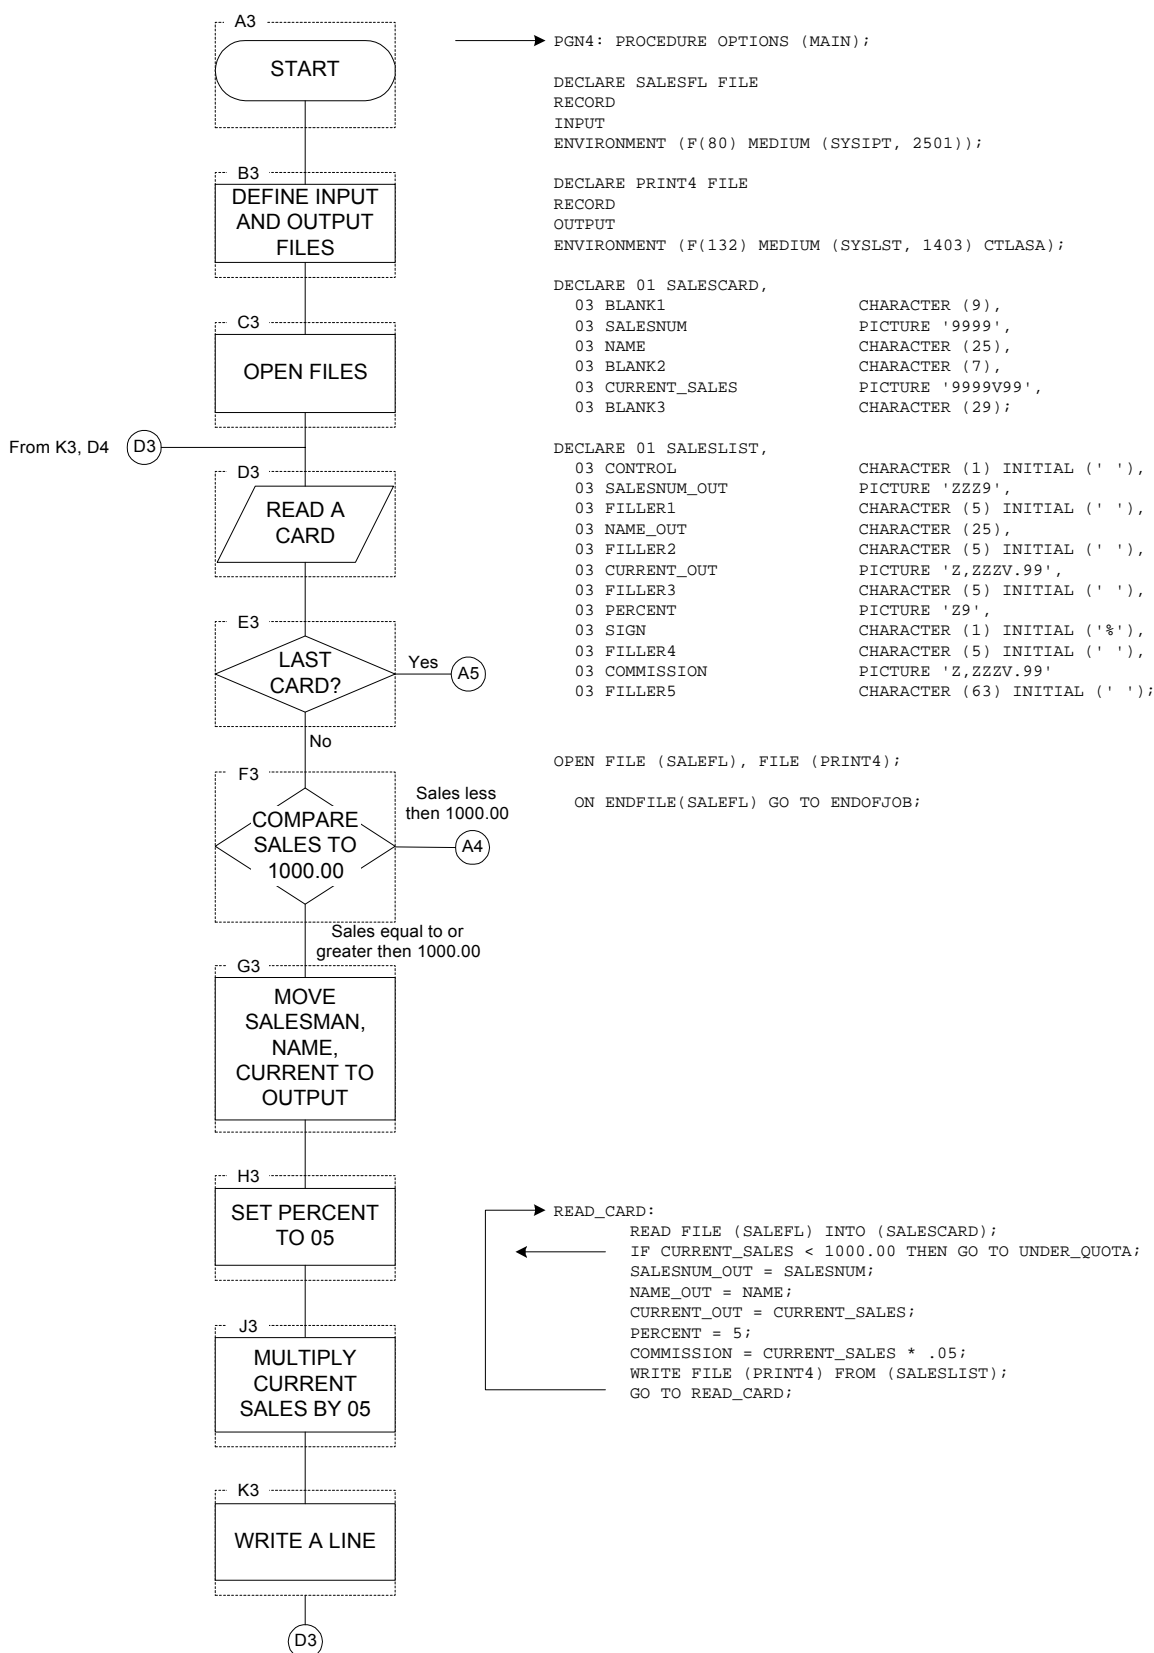 A3
START
B3
DEFINE INPUT
AND OUTPUT
FILES
C3
OPEN FILES
From K3, D4
D3
D3
READ A
CARD
E3
LAST
CARD?
Yes
A5
No
F3
COMPARE
SALES TO
1000.00
Sales less
then 1000.00
A4
Sales equal to or
greater then 1000.00
G3
MOVE
SALESMAN,
NAME,
CURRENT TO
OUTPUT
H3
SET PERCENT
TO 05
J3
MULTIPLY
CURRENT
SALES BY 05
K3
WRITE A LINE
D3
PGN4: PROCEDURE OPTIONS (MAIN);
DECLARE SALESFL FILE
RECORD
INPUT
ENVIRONMENT (F(80) MEDIUM (SYSIPT, 2501));
DECLARE PRINT4 FILE
RECORD
OUTPUT
ENVIRONMENT (F(132) MEDIUM (SYSLST, 1403) CTLASA);
DECLARE 01 SALESCARD,
03 BLANK1 CHARACTER (9),
03 SALESNUM PICTURE '9999',
03 NAME CHARACTER (25),
03 BLANK2 CHARACTER (7),
03 CURRENT_SALES PICTURE '9999V99',
03 BLANK3 CHARACTER (29);
DECLARE 01 SALESLIST,
03 CONTROL CHARACTER (1) INITIAL (' '),
03 SALESNUM_OUT PICTURE 'ZZZ9',
03 FILLER1 CHARACTER (5) INITIAL (' '),
03 NAME_OUT CHARACTER (25),
03 FILLER2 CHARACTER (5) INITIAL (' '),
03 CURRENT_OUT PICTURE 'Z,ZZZV.99',
03 FILLER3 CHARACTER (5) INITIAL (' '),
03 PERCENT PICTURE 'Z9',
03 SIGN CHARACTER (1) INITIAL ('%'),
03 FILLER4 CHARACTER (5) INITIAL (' '),
03 COMMISSION PICTURE 'Z,ZZZV.99'
03 FILLER5 CHARACTER (63) INITIAL (' ');
OPEN FILE (SALEFL), FILE (PRINT4);
ON ENDFILE(SALEFL) GO TO ENDOFJOB;
READ_CARD:
READ FILE (SALEFL) INTO (SALESCARD);
IF CURRENT_SALES < 1000.00 THEN GO TO UNDER_QUOTA;
SALESNUM_OUT = SALESNUM;
NAME_OUT = NAME;
CURRENT_OUT = CURRENT_SALES;
PERCENT = 5;
COMMISSION = CURRENT_SALES * .05;
WRITE FILE (PRINT4) FROM (SALESLIST);
GO TO READ_CARD;